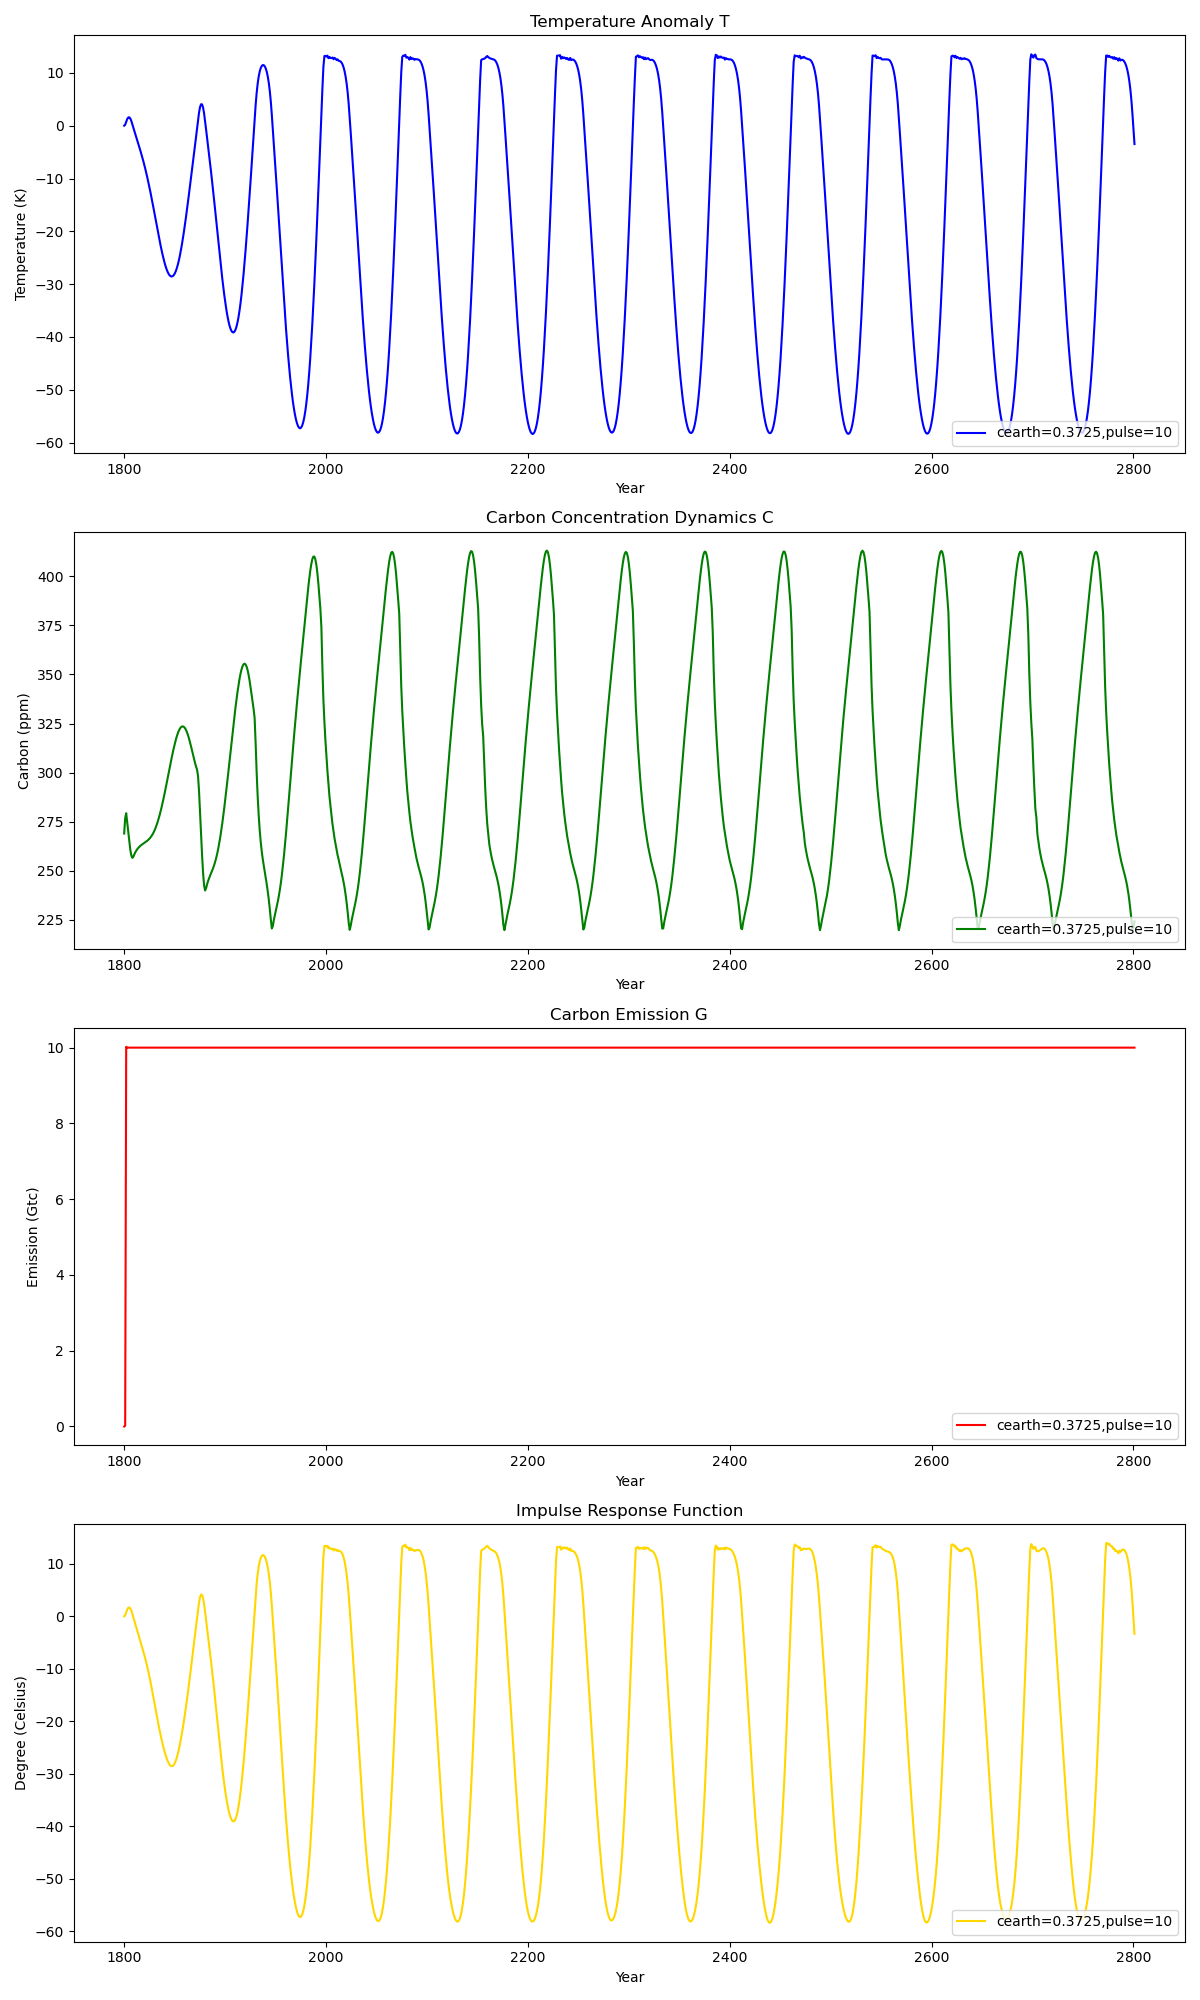 Temperature Anomaly T
10
0
−10
−20
−30
−40
−50
−60
Temperature (K)
cearth=0.3725,pulse=10
1800 2000 2200 2400 2600 2800
Year
Carbon Concentration Dynamics C
400
375
350
325
300
275
250
225
Carbon (ppm)
cearth=0.3725,pulse=10
1800 2000 2200 2400 2600 2800
Year
Carbon Emission G
10
8
6
4
2
0
Emission (Gtc)
cearth=0.3725,pulse=10
1800 2000 2200 2400 2600 2800
Year
Impulse Response Function
10
0
−10
−20
−30
−40
−50
−60
Degree (Celsius)
cearth=0.3725,pulse=10
1800 2000 2200 2400 2600 2800
Year